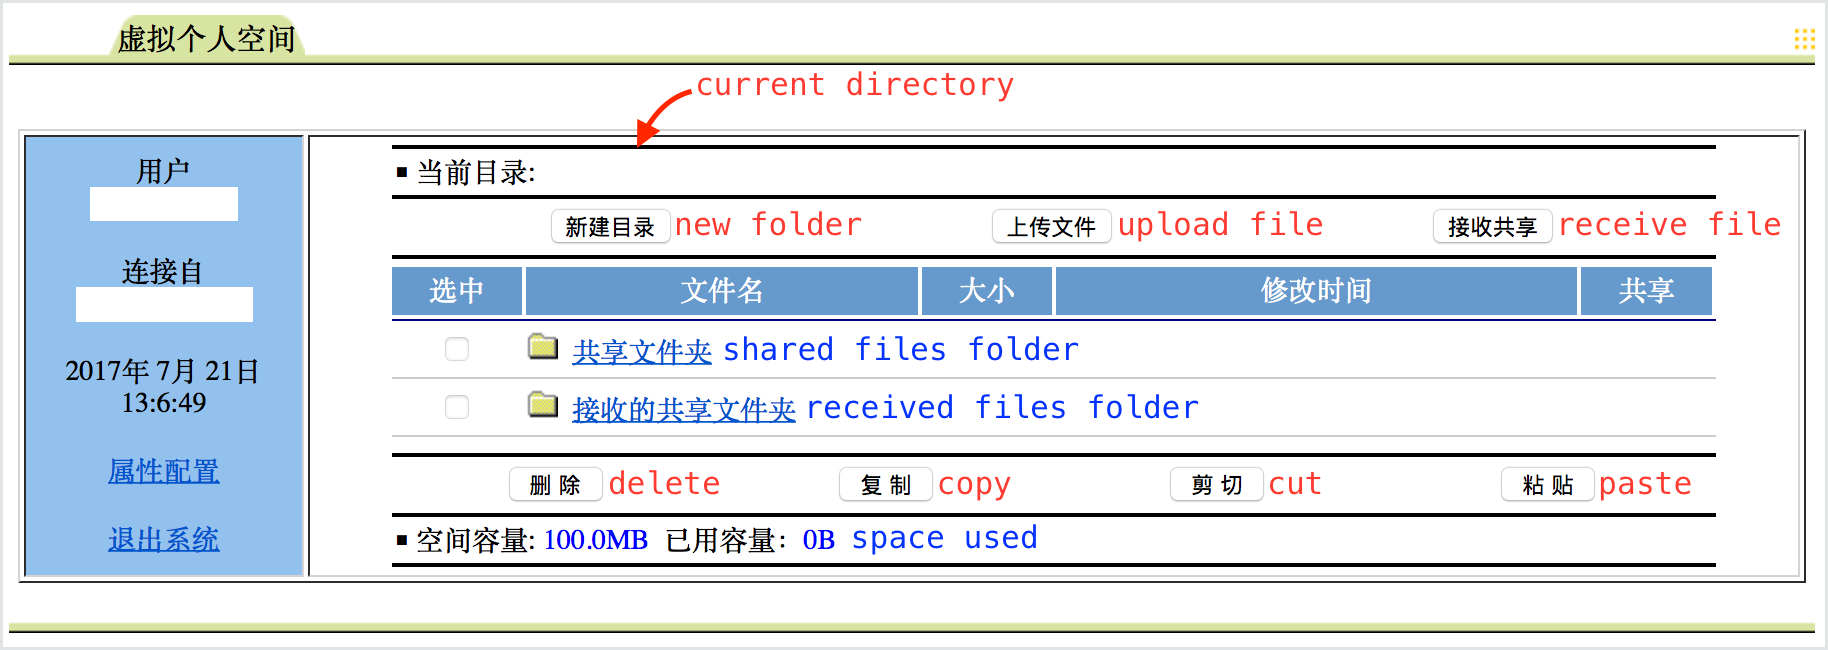 虚拟个人空间
current directory
用户
连接自
2017年 7月 21日
13:6:49
属性配置
退出系统
当前目录:
新建目录 new folder 上传文件 upload file 接收共享 receive file
选中 文件名 大小 修改时间 共享
共享文件夹 shared files folder
接收的共享文件夹 received files folder
删 除 delete 复 制 copy 剪 切 cut 粘 贴 paste
空间容量: 100.0MB 已用容量： 0B space used